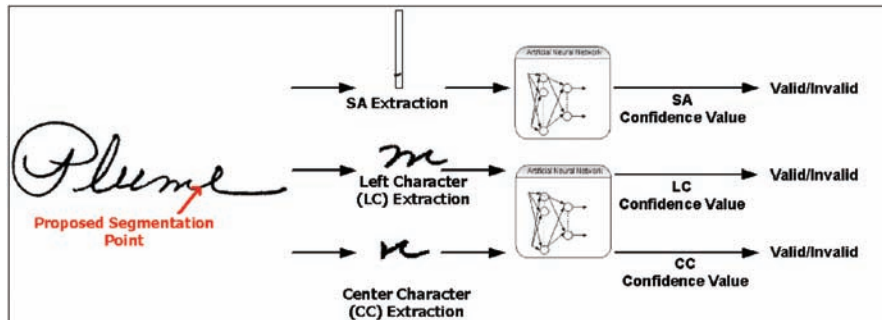 Artificial Neural Network
SA Extraction
SA
Confidence Value
Valid/Invalid
Plume
Proposed Segmentation
Point
m
Left Character
(LC) Extraction
Artificial Neural Network
LC
Confidence Value
Valid/Invalid
Center Character
(CC) Extraction
CC
Confidence Value
Valid/Invalid